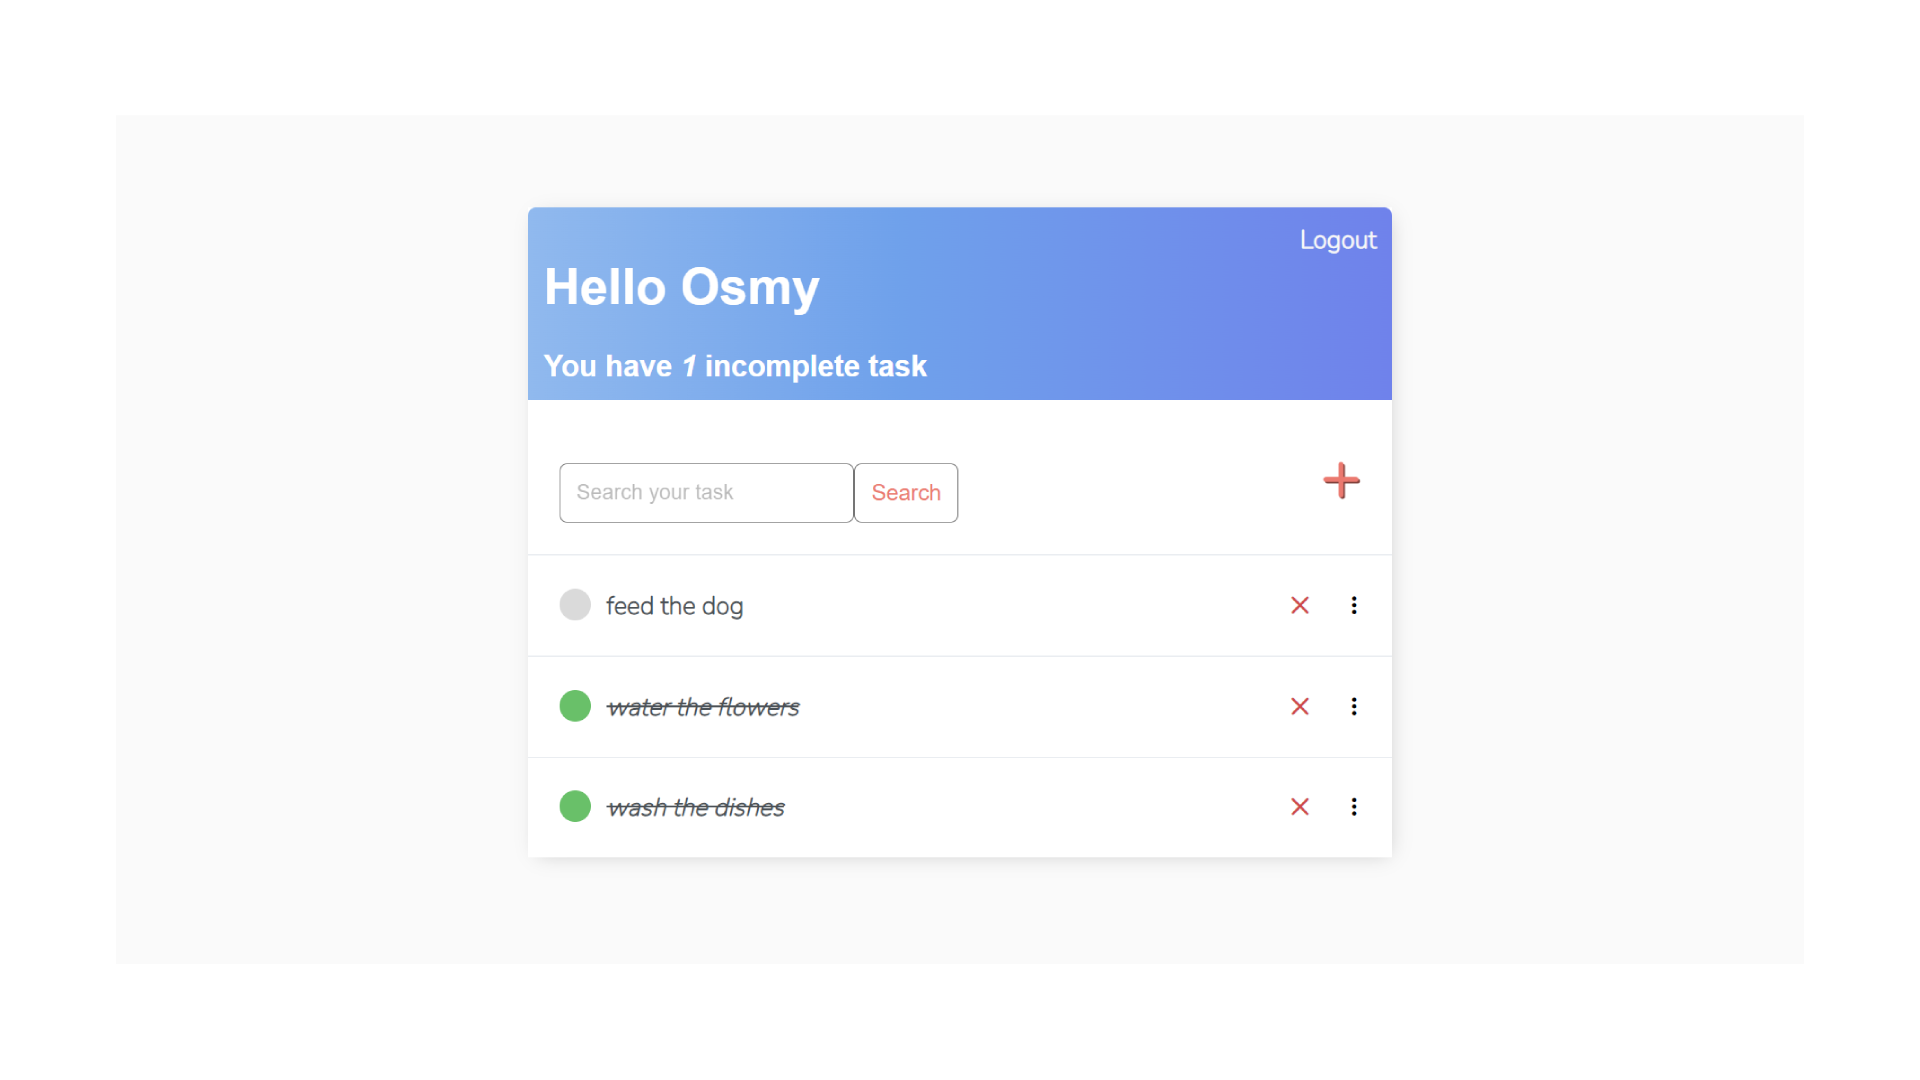 Logout
Hello Osmy
You have 1 incomplete task
Search your task
Search
feed the dog
water the flowers
wash the dishes